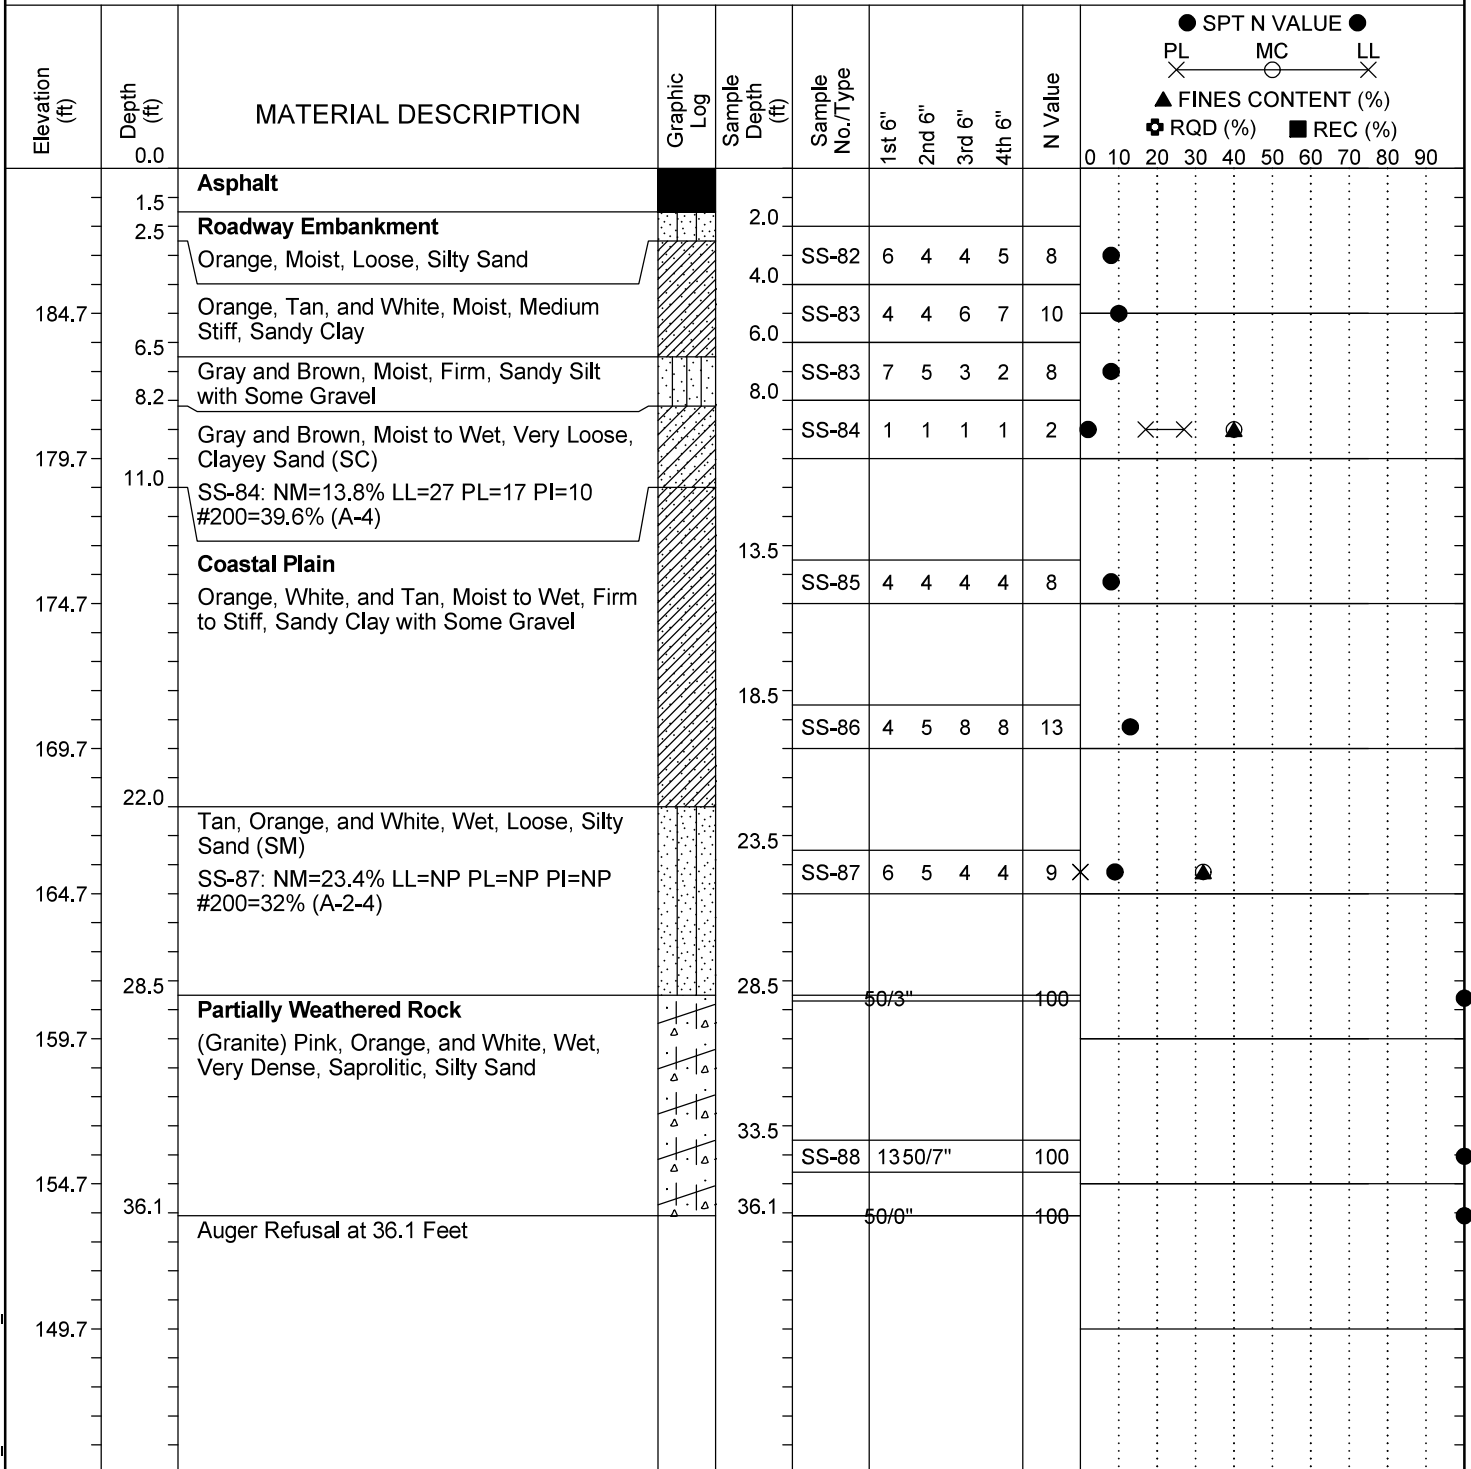 Elevation (ft)
Depth (ft)
0.0
MATERIAL DESCRIPTION
Graphic Log
Sample Depth (ft)
Sample No./Type
1st 6"
2nd 6"
3rd 6"
4th 6"
N Value
SPT N VALUE
PL MC LL
FINES CONTENT (%)
RQD (%) REC (%)
0 10 20 30 40 50 60 70 80 90
Asphalt
1.5
2.0
2.5
Roadway Embankment
Orange, Moist, Loose, Silty Sand
SS-82 6 4 4 5 8
4.0
184.7
Orange, Tan, and White, Moist, Medium
Stiff, Sandy Clay
SS-83 4 4 6 7 10
6.0
6.5
Gray and Brown, Moist, Firm, Sandy Silt
with Some Gravel
SS-83 7 5 3 2 8
8.0
8.2
Gray and Brown, Moist to Wet, Very Loose,
Clayey Sand (SC)
SS-84 1 1 1 1 2
179.7
11.0
SS-84: NM=13.8% LL=27 PL=17 PI=10
#200=39.6% (A-4)
13.5
Coastal Plain
Orange, White, and Tan, Moist to Wet, Firm
to Stiff, Sandy Clay with Some Gravel
SS-85 4 4 4 4 8
174.7
18.5
SS-86 4 5 8 8 13
169.7
22.0
Tan, Orange, and White, Wet, Loose, Silty
Sand (SM)
23.5
SS-87: NM=23.4% LL=NP PL=NP PI=NP
#200=32% (A-2-4)
SS-87 6 5 4 4 9
164.7
28.5
28.5
50/3" 100
Partially Weathered Rock
(Granite) Pink, Orange, and White, Wet,
Very Dense, Saprolitic, Silty Sand
159.7
33.5
SS-88 13 50/7" 100
154.7
36.1
36.1
50/0" 100
Auger Refusal at 36.1 Feet
149.7